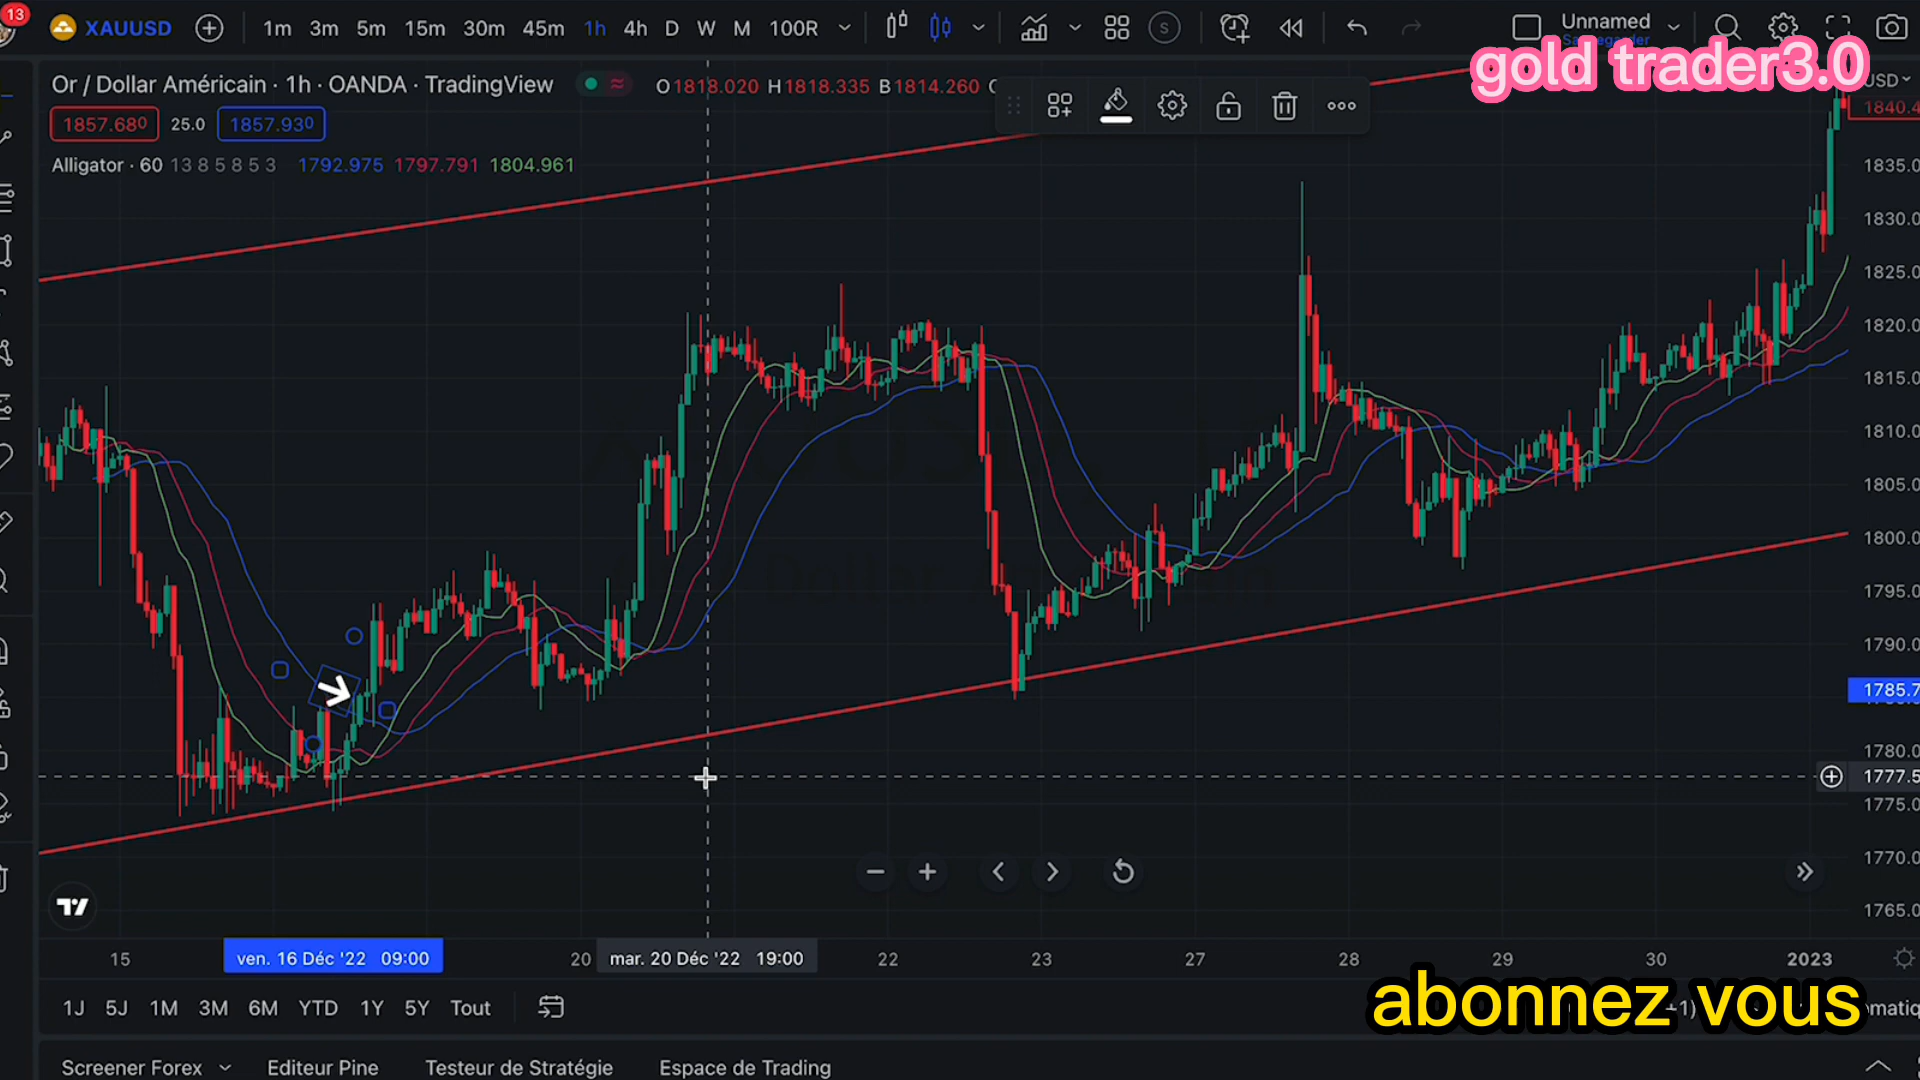 13
XAUUSD
1m 3m 5m 15m 30m 45m 1h 4h D W M 100R
S
Unnamed
gold trader3.0
Or / Dollar Américain · 1h · OANDA · TradingView
O1818.020 H1818.335 B1814.260
1857.680 25.0 1857.930
Alligator · 60 13 8 5 8 5 3 1792.975 1797.791 1804.961
USD
1840.4
1835.0
1830.0
1825.0
1820.0
1815.0
1810.0
1805.0
1800.0
1795.0
1790.0
1785.7
1780.0
1777.5
1775.0
1770.0
1765.0
15 ven. 16 Déc '22 09:00 20 mar. 20 Déc '22 19:00 22 23 27 28 29 30 2023
abonnez vous
1J 5J 1M 3M 6M YTD 1Y 5Y Tout
Screener Forex Editeur Pine Testeur de Stratégie Espace de Trading